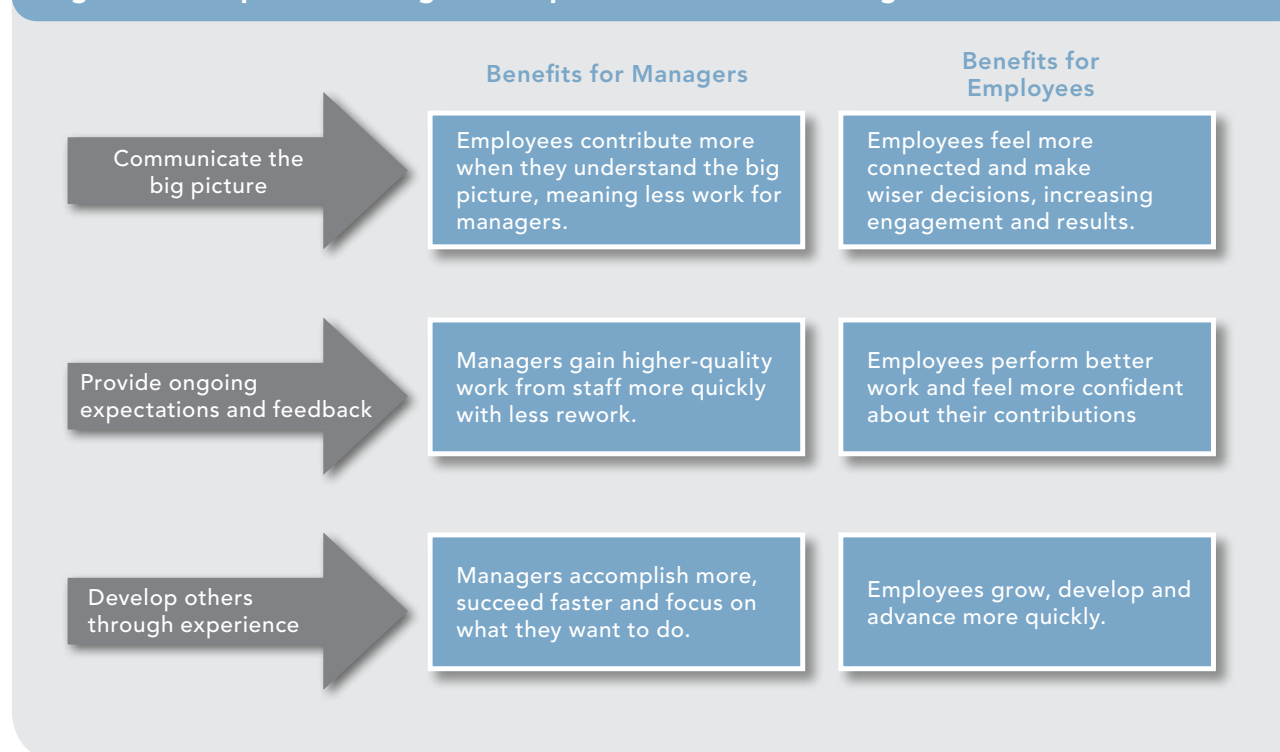 Benefits for Managers
Benefits for
Employees
Communicate the
big picture
Employees contribute more
when they understand the big
picture, meaning less work for
managers.
Employees feel more
connected and make
wiser decisions, increasing
engagement and results.
Provide ongoing
expectations and feedback
Managers gain higher-quality
work from staff more quickly
with less rework.
Employees perform better
work and feel more confident
about their contributions
Develop others
through experience
Managers accomplish more,
succeed faster and focus on
what they want to do.
Employees grow, develop and
advance more quickly.